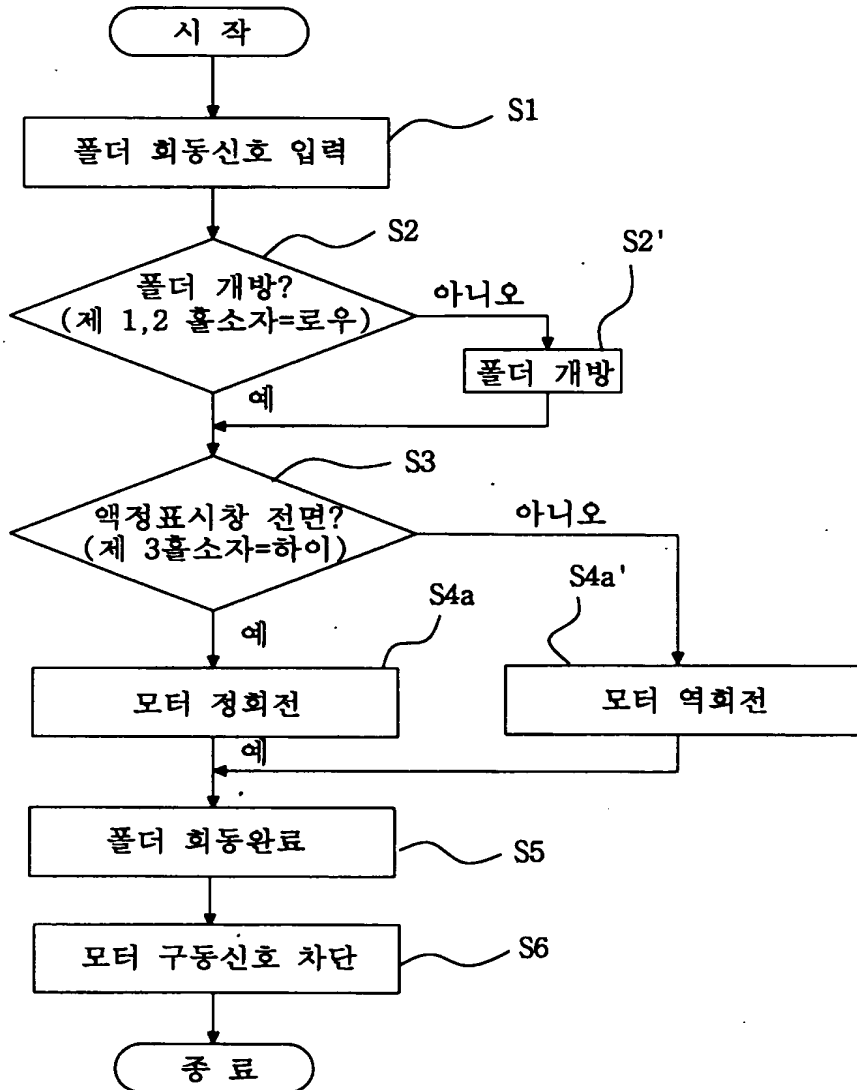 시 작
S1
폴더 회동신호 입력
S2
폴더 개방?
(제 1,2 홀소자=로우)
아니오
S2'
폴더 개방
예
S3
액정표시창 전면?
(제 3홀소자=하이)
아니오
예
S4a
모터 정회전
S4a'
모터 역회전
예
폴더 회동완료
S5
모터 구동신호 차단
S6
종 료